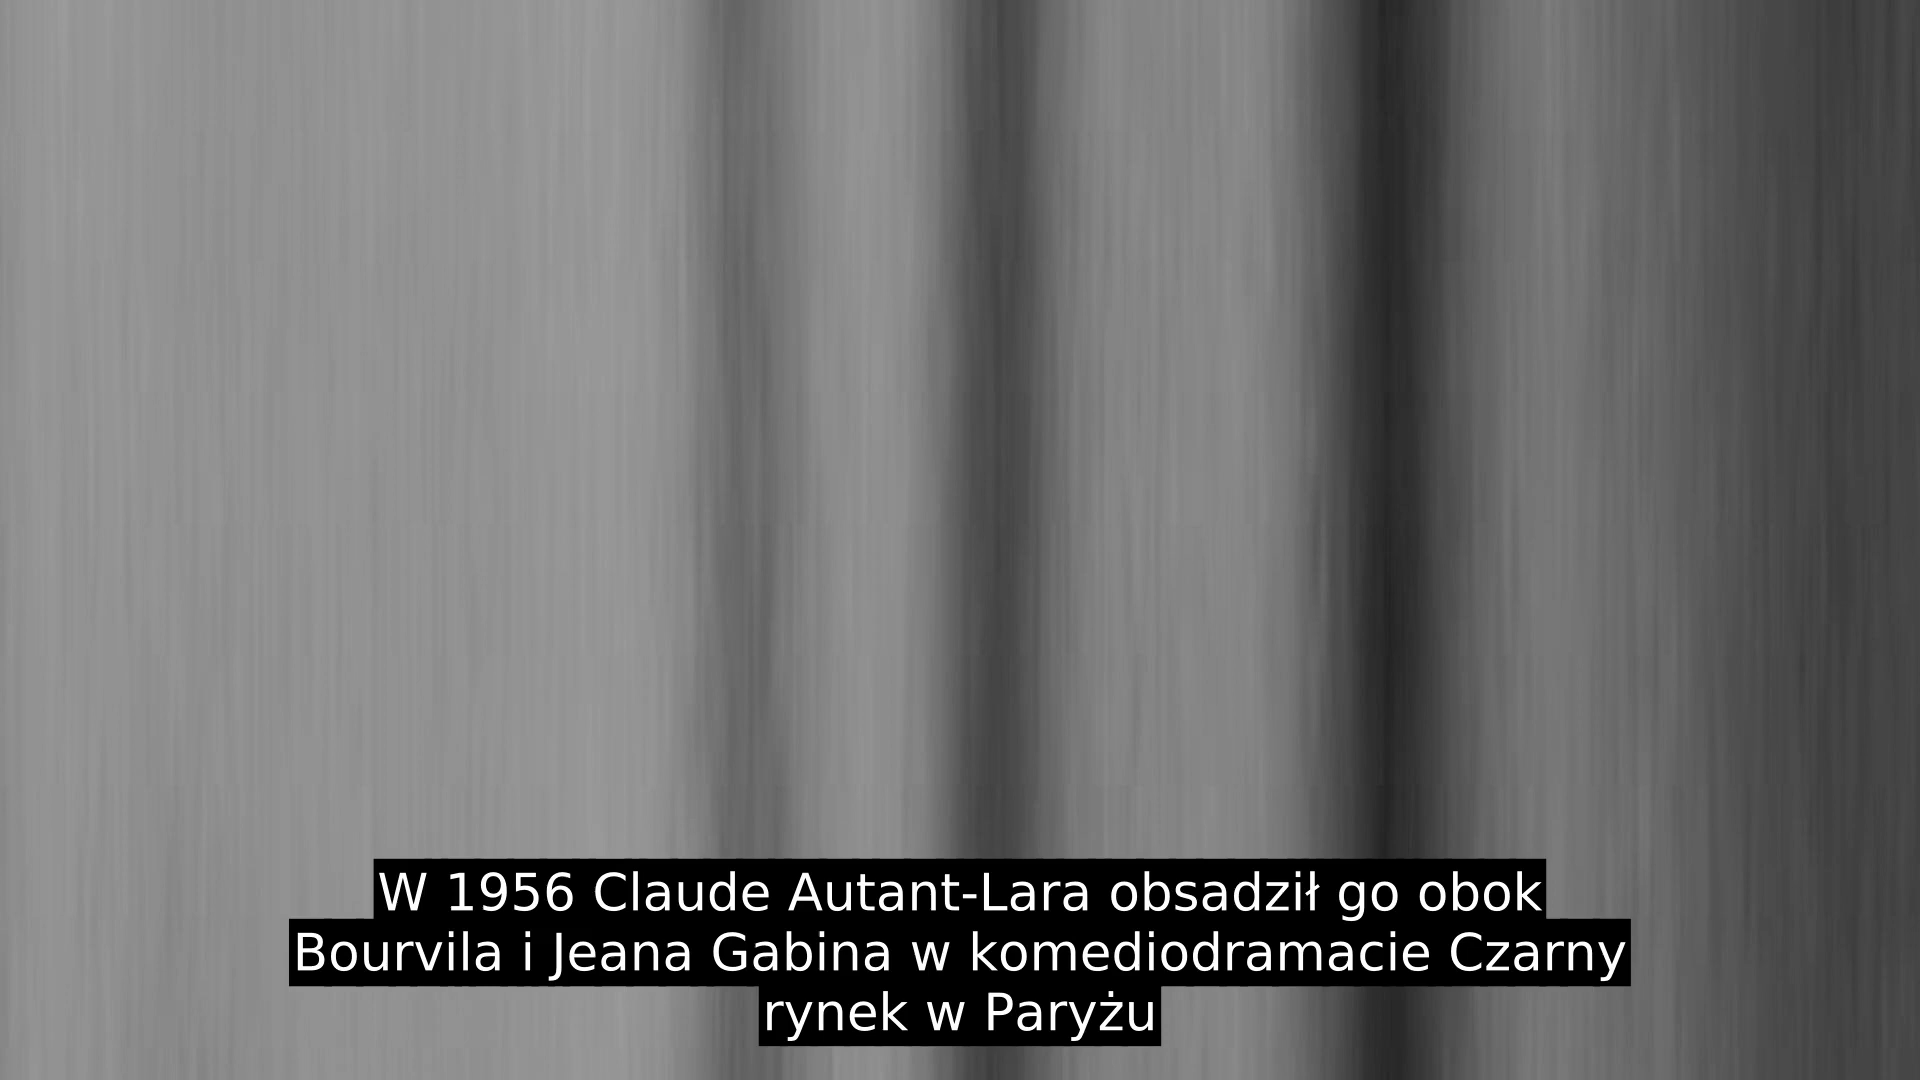 W 1956 Claude Autant-Lara obsadził go obok
Bourvila i Jeana Gabina w komediodramacie Czarny
rynek w Paryżu